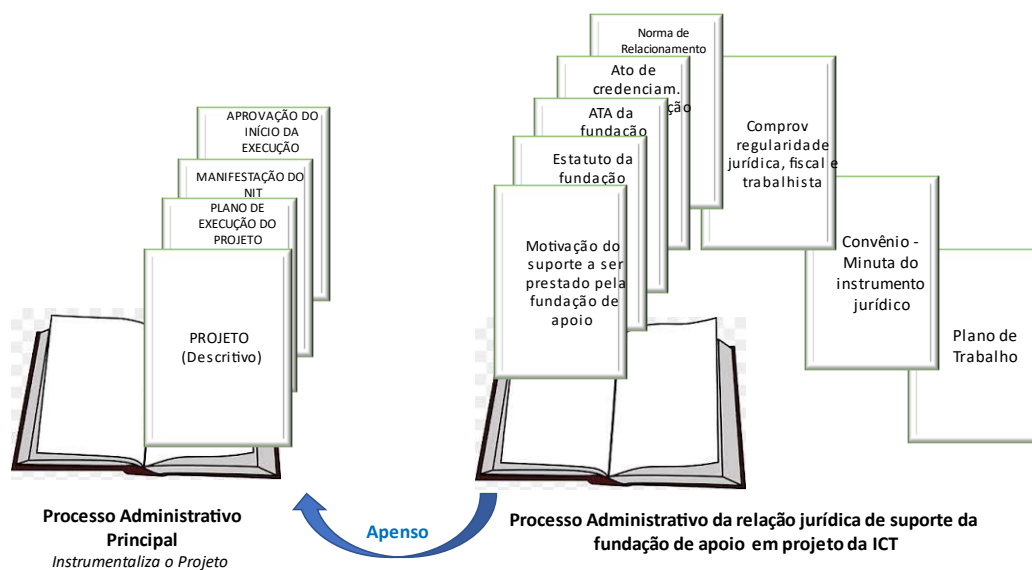 APROVAÇÃO DO
INÍCIO DA
EXECUÇÃO
MANIFESTAÇÃO DO
NIT
PLANO DE
EXECUÇÃO DO
PROJETO
PROJETO
(Descritivo)
Processo Administrativo
Principal
Instrumentaliza o Projeto
Apenso
Norma de
Relacionamento
Ato de
credenciam.
ATA da
fundação
Estatuto da
fundação
Motivação do
suporte a ser
prestado pela
fundação de
apoio
Comprov
regularidade
jurídica, fiscal e
trabalhista
Convênio -
Minuta do
instrumento
jurídico
Plano de
Trabalho
Processo Administrativo da relação jurídica de suporte da
fundação de apoio em projeto da ICT